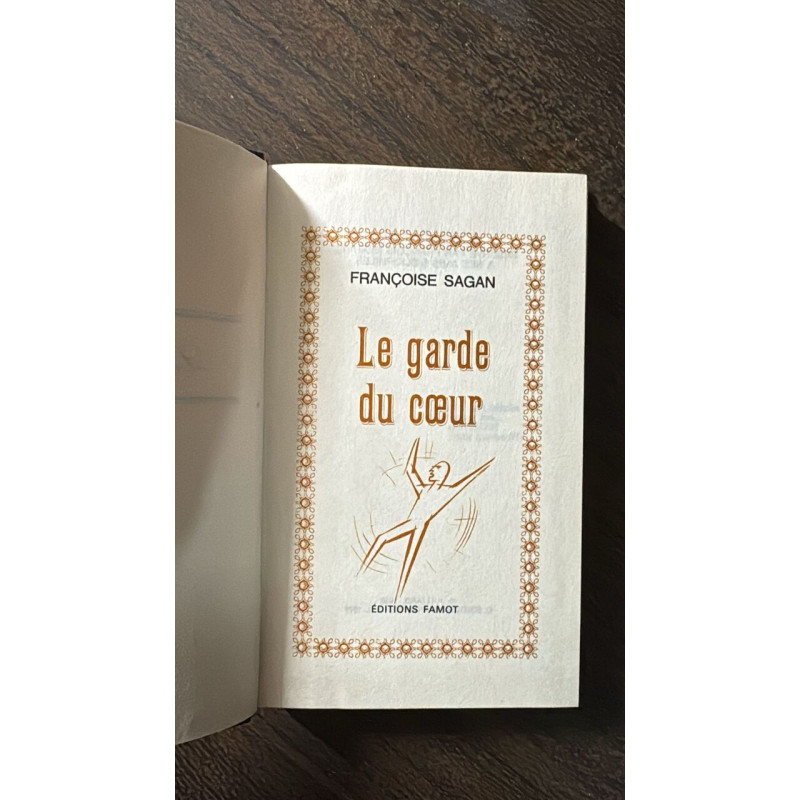 FRANÇOISE SAGAN
Le garde
du cœur
ÉDITIONS FAMOT